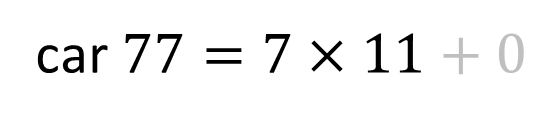 car 77 = 7 × 11 + 0